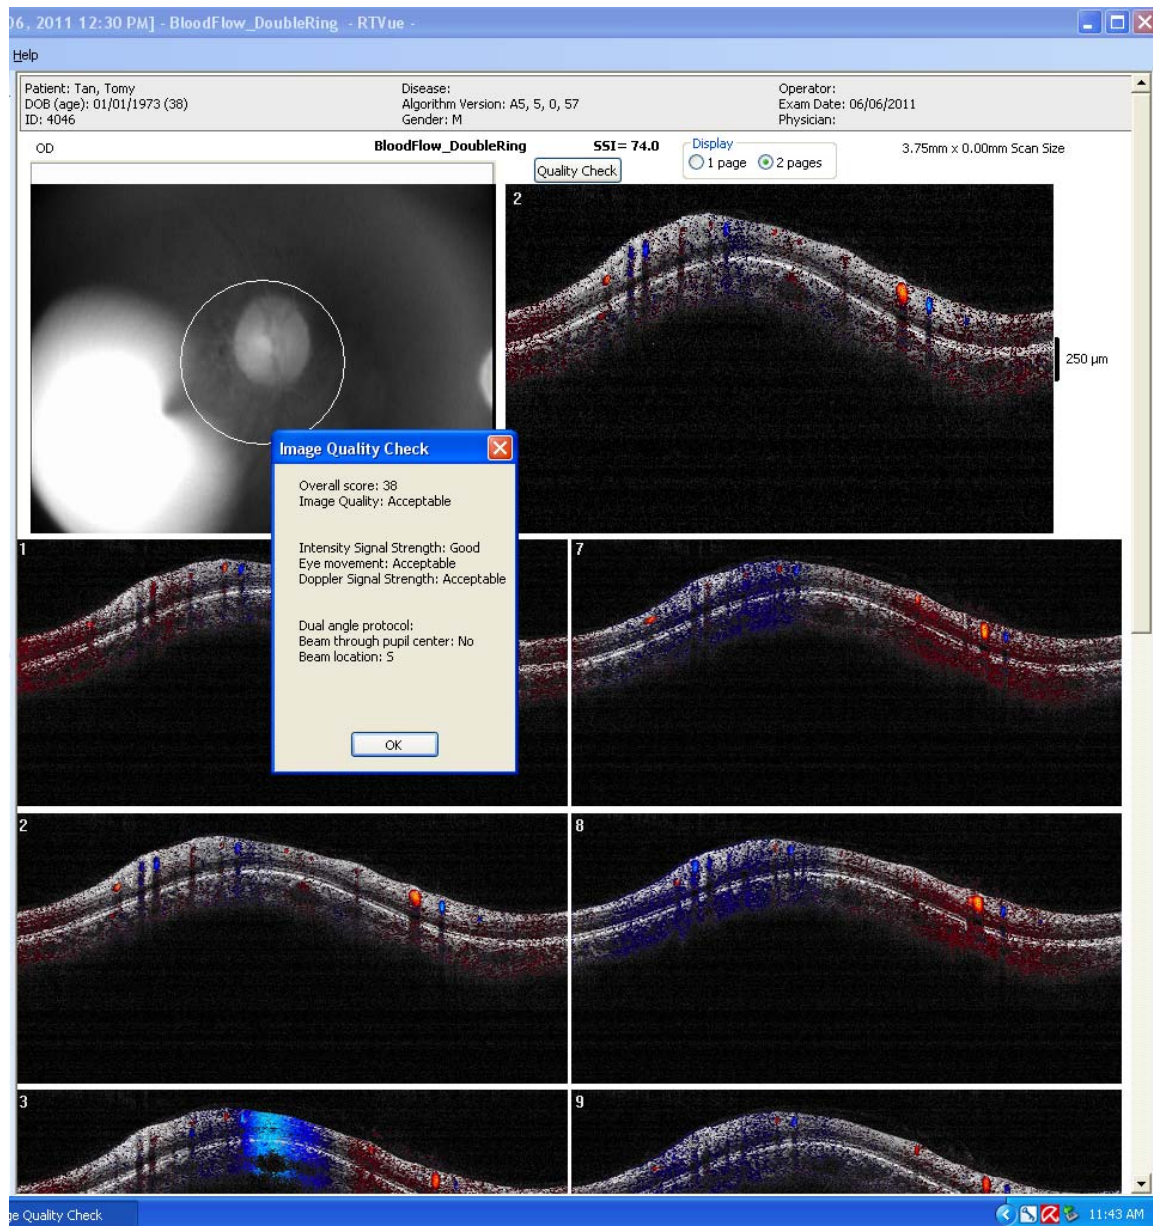 06, 2011 12:30 PM] - BloodFlow_DoubleRing - RTVue -
Help
Patient: Tan, Tomy
DOB (age): 01/01/1973 (38)
ID: 4046
Disease:
Algorithm Version: A5, 5, 0, 57
Gender: M
Operator:
Exam Date: 06/06/2011
Physician:
OD
BloodFlow_DoubleRing
SSI= 74.0
Quality Check
Display
1 page
2 pages
3.75mm x 0.00mm Scan Size
2
250 µm
Image Quality Check
Overall score: 38
Image Quality: Acceptable
Intensity Signal Strength: Good
Eye movement: Acceptable
Doppler Signal Strength: Acceptable
Dual angle protocol:
Beam through pupil center: No
Beam location: S
OK
1
7
2
8
3
9
ge Quality Check
11:43 AM